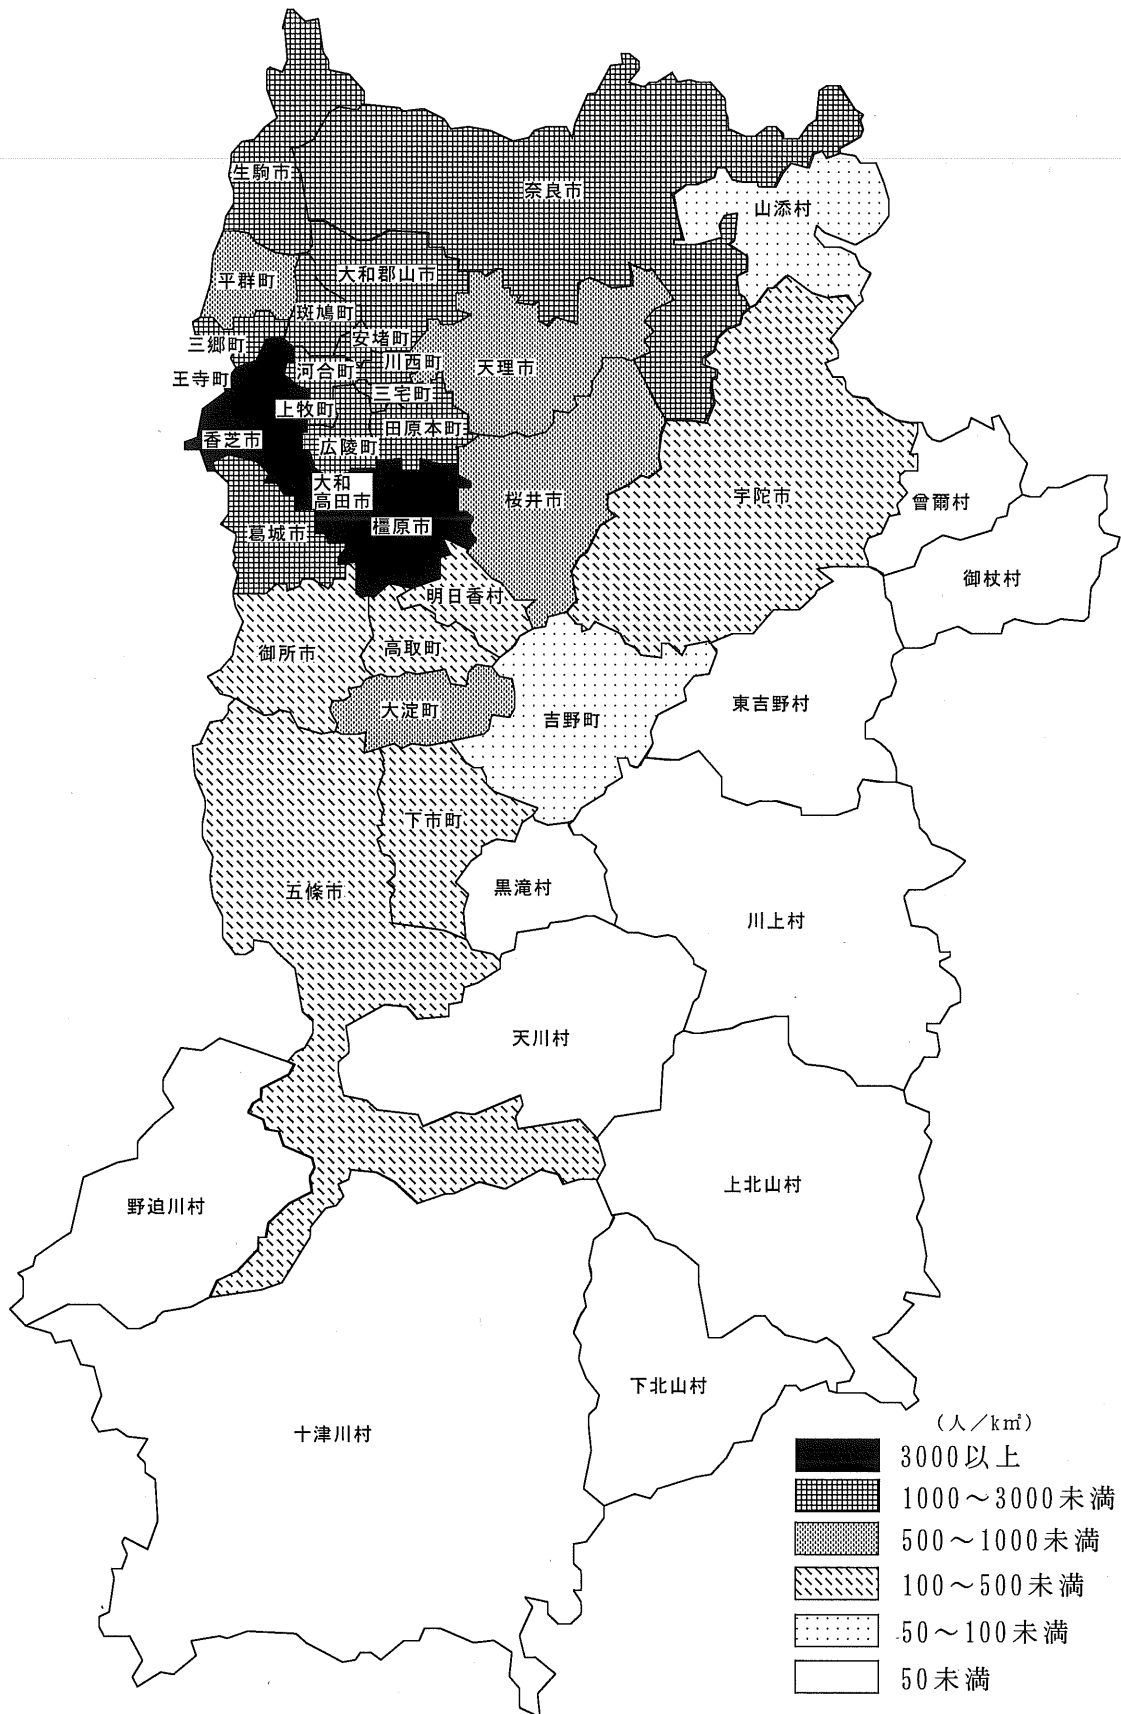 生駒市
奈良市
山添村
平群町
大和郡山市
斑鳩町
三郷町
安堵町
川西町
天理市
王寺町
河合町
三宅町
上牧町
田原本町
香芝市
広陵町
大和
高田市
桜井市
宇陀市
曾爾村
橿原市
葛城市
御杖村
明日香村
御所市
高取町
東吉野村
大淀町
吉野町
下市町
五條市
黒滝村
川上村
天川村
上北山村
野迫川村
下北山村
十津川村
(人/k㎡)
3000以上
1000～3000未満
500～1000未満
100～500未満
50～100未満
50未満